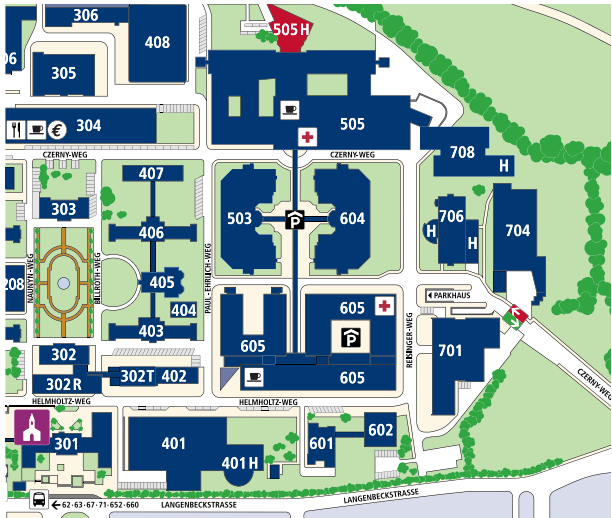 306
505 H
408
06
305
304
€
505
CZERNY-WEG
CZERNY-WEG
708
H
407
303
503
604
706
H
H
704
406
P
NAUNYN-WEG
BILLROTH-WEG
PAUL-EHRLICH-WEG
208
405
404
403
605
PARKHAUS
P
REISINGER-WEG
605
701
302
302 R
302T
402
605
CZERNY-WEG
HELMHOLTZ-WEG
HELMHOLTZ-WEG
301
401
401 H
601
602
62·63·67·71·652·660
LANGENBECKSTRASSE
LANGENBECKSTRASSE